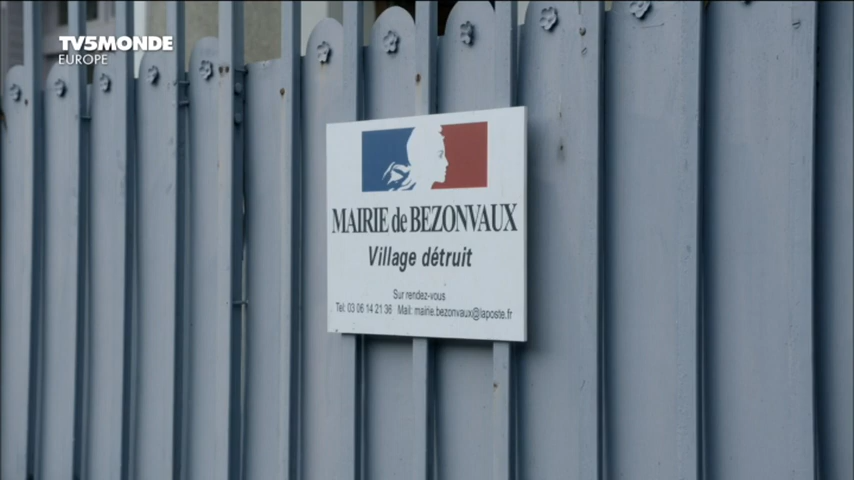 TV5MONDE
EUROPE
MAIRIE de BEZONVAUX
Village détruit
Sur rendez-vous
Tel: 03 06 14 21 36 Mail: mairie.bezonvaux@laposte.fr